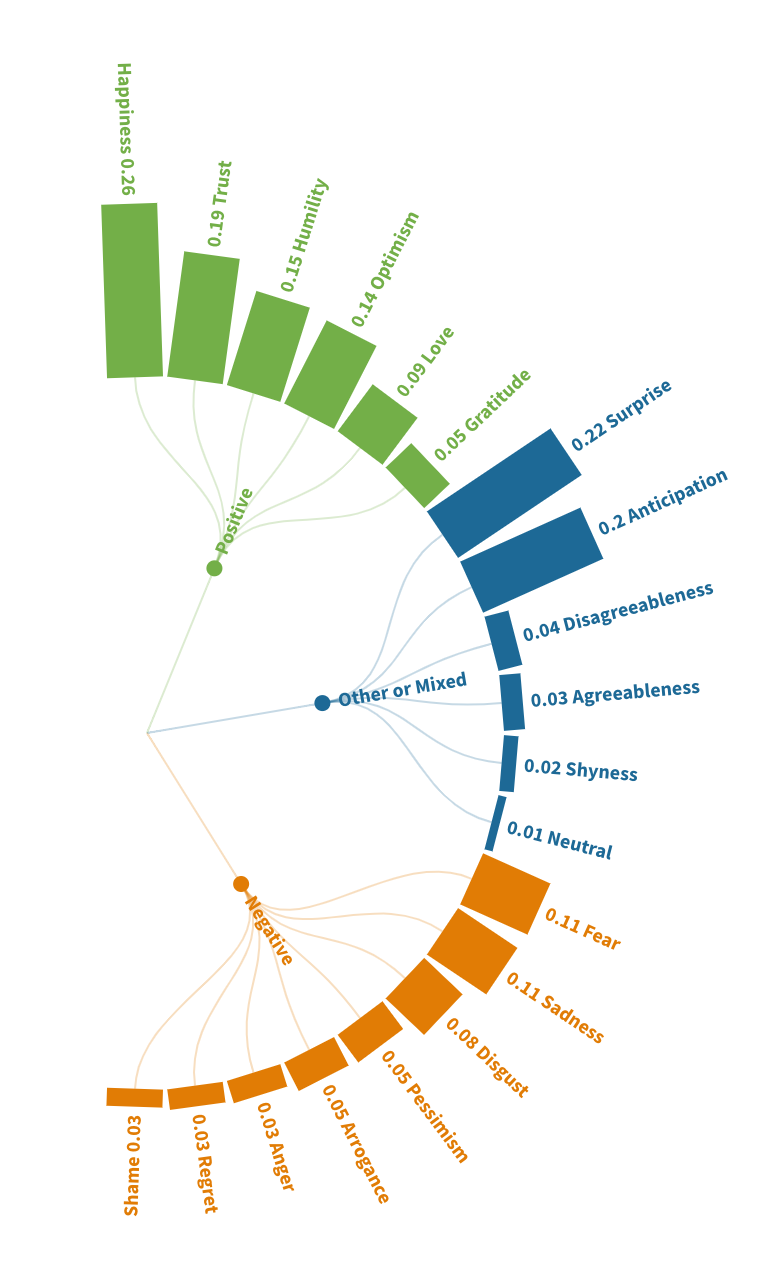 Happiness 0.26
0.19 Trust
0.15 Humility
0.14 Optimism
0.09 Love
0.05 Gratitude
Positive
0.22 Surprise
0.2 Anticipation
0.04 Disagreeableness
0.03 Agreeableness
0.02 Shyness
0.01 Neutral
Other or Mixed
0.11 Fear
0.11 Sadness
0.08 Disgust
0.05 Pessimism
0.05 Arrogance
0.03 Anger
0.03 Regret
Shame 0.03
Negative